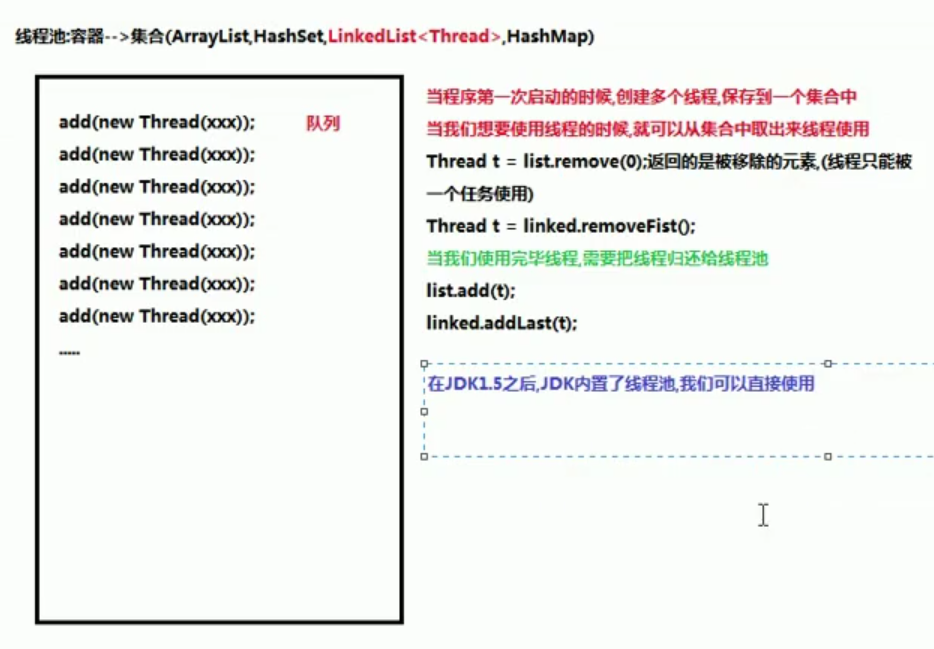 线程池:容器-->集合(ArrayList,HashSet,LinkedList<Thread>,HashMap)
add(new Thread(xxx)); 队列
add(new Thread(xxx));
add(new Thread(xxx));
add(new Thread(xxx));
add(new Thread(xxx));
add(new Thread(xxx));
add(new Thread(xxx));
.....
当程序第一次启动的时候,创建多个线程,保存到一个集合中
当我们想要使用线程的时候,就可以从集合中取出来线程使用
Thread t = list.remove(0);返回的是被移除的元素,(线程只能被
一个任务使用)
Thread t = linked.removeFist();
当我们使用完毕线程,需要把线程归还给线程池
list.add(t);
linked.addLast(t);
在JDK1.5之后,JDK内置了线程池,我们可以直接使用